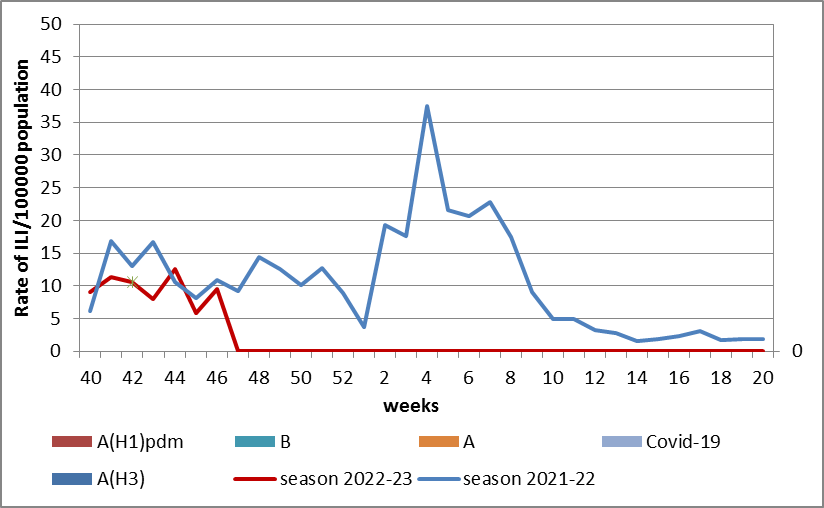 50
45
40
35
30
25
20
15
10
5
0
0
Rate of ILI/100000 population
40 42 44 46 48 50 52 2 4 6 8 10 12 14 16 18 20
weeks
A(H1)pdm B A Covid-19
A(H3) season 2022-23 season 2021-22